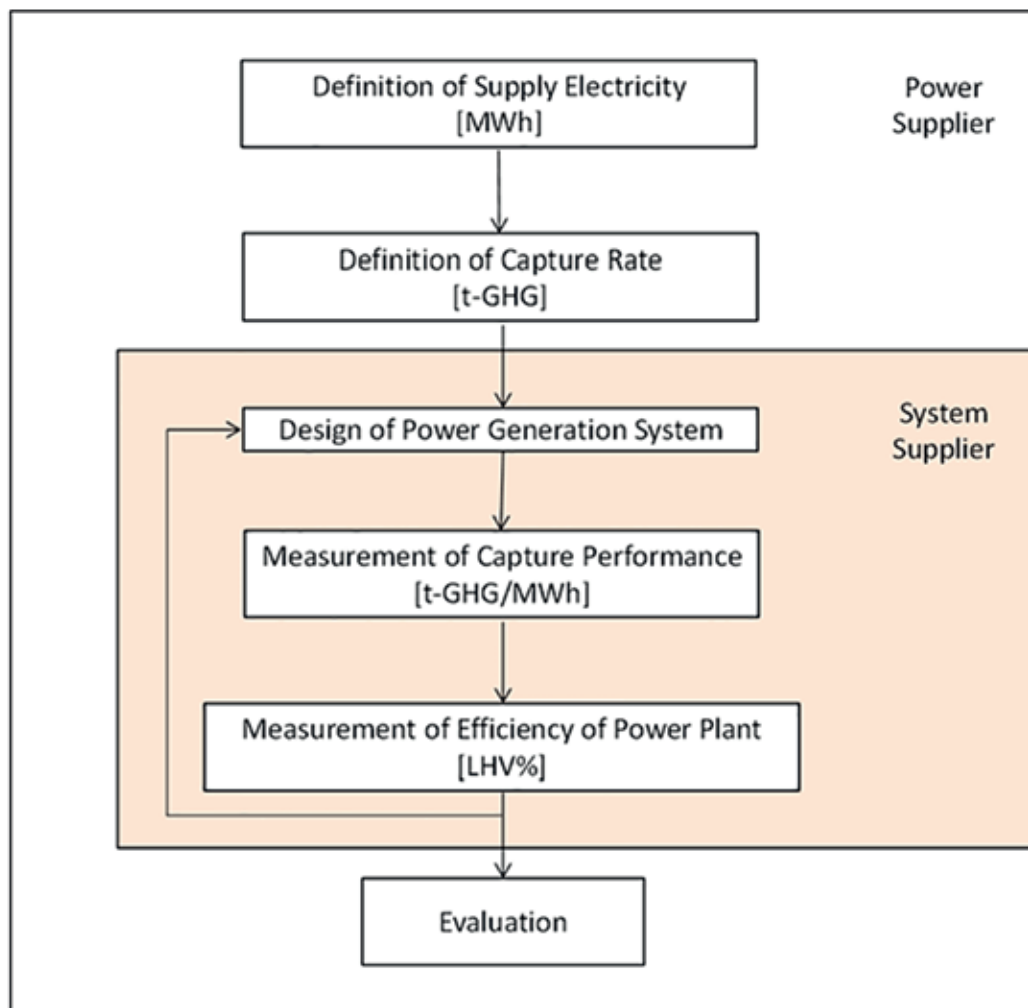 Definition of Supply Electricity
[MWh]
Power
Supplier
Definition of Capture Rate
[t-GHG]
Design of Power Generation System
System
Supplier
Measurement of Capture Performance
[t-GHG/MWh]
Measurement of Efficiency of Power Plant
[LHV%]
Evaluation